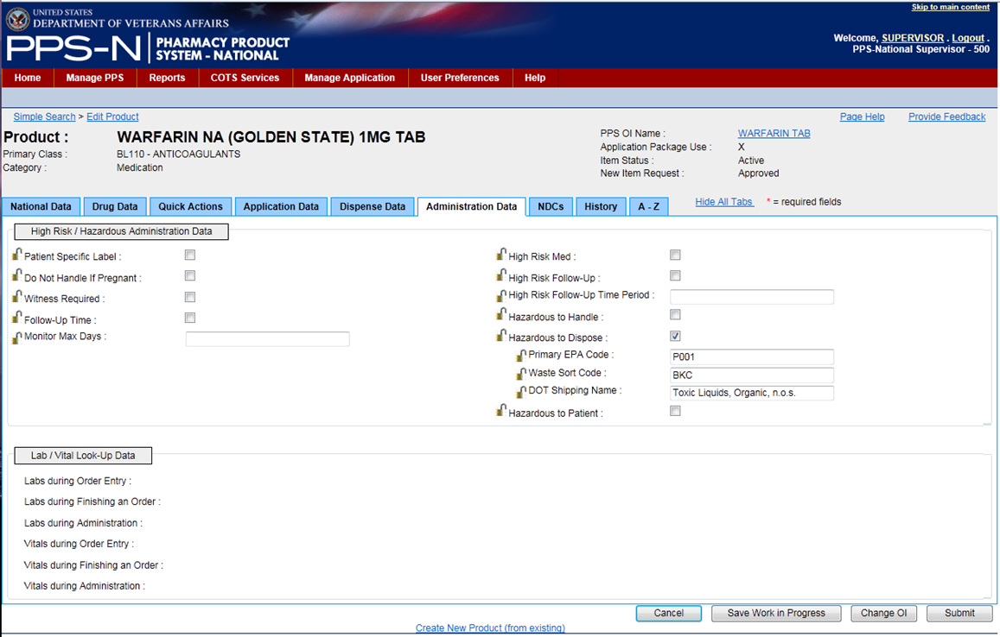 Skip to main content
UNITED STATES
DEPARTMENT OF VETERANS AFFAIRS
PPS-N PHARMACY PRODUCT
SYSTEM - NATIONAL
Welcome, SUPERVISOR . Logout .
PPS-National Supervisor - 500
Home Manage PPS Reports COTS Services Manage Application User Preferences Help
Simple Search > Edit Product
Page Help Provide Feedback
Product : WARFARIN NA (GOLDEN STATE) 1MG TAB
Primary Class : BL110 - ANTICOAGULANTS
Category : Medication
PPS OI Name : WARFARIN TAB
Application Package Use : X
Item Status : Active
New Item Request : Approved
National Data Drug Data Quick Actions Application Data Dispense Data Administration Data NDCs History A - Z Hide All Tabs * = required fields
High Risk / Hazardous Administration Data
Patient Specific Label :
Do Not Handle If Pregnant :
Witness Required :
Follow-Up Time :
Monitor Max Days :
High Risk Med :
High Risk Follow-Up :
High Risk Follow-Up Time Period :
Hazardous to Handle :
Hazardous to Dispose :
Primary EPA Code : P001
Waste Sort Code : BKC
DOT Shipping Name : Toxic Liquids, Organic, n.o.s.
Hazardous to Patient :
Lab / Vital Look-Up Data
Labs during Order Entry :
Labs during Finishing an Order :
Labs during Administration :
Vitals during Order Entry :
Vitals during Finishing an Order :
Vitals during Administration :
Cancel Save Work in Progress Change OI Submit
Create New Product (from existing)